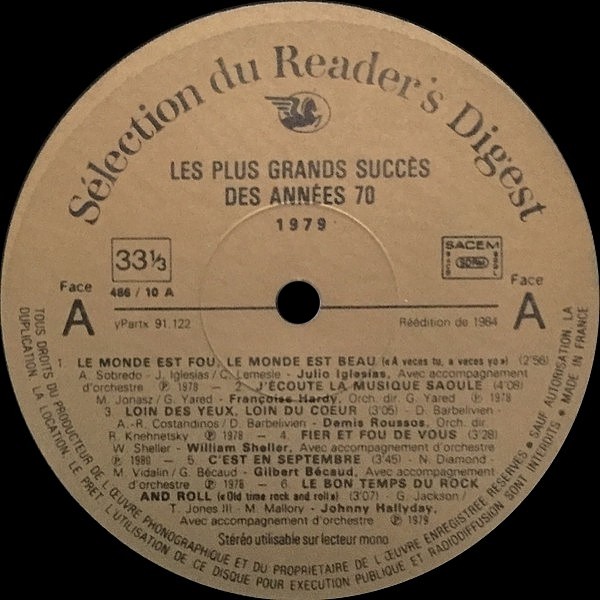 Sélection du Reader's Digest
LES PLUS GRANDS SUCCÈS
DES ANNÉES 70
1979
33⅓
SACEM
Face
A
486 / 10 A
Face
A
yPartx 91.122
Réédition de 1984
1. LE MONDE EST FOU, LE MONDE EST BEAU («A veces tu, a veces yo») (2'56)
A. Sobredo - J. Iglesias / C. Lemesle - Julio Iglesias, Avec accompagnement
d'orchestre ℗ 1978 — 2. J'ÉCOUTE LA MUSIQUE SAOULE (4'08)
M. Jonasz / G. Yared - Françoise Hardy, Orch. dir. G. Yared ℗ 1978
3. LOIN DES YEUX, LOIN DU COEUR (3'05) - D. Barbelivien -
A.-R. Costandinos / D. Barbelivien - Demis Roussos, Orch. dir.
R. Knehnetsky ℗ 1978 — 4. FIER ET FOU DE VOUS (3'28)
W. Sheller - William Sheller, Avec accompagnement d'orchestre
℗ 1980 — 5. C'EST EN SEPTEMBRE (3'45) - N. Diamond -
M. Vidalin / G. Bécaud - Gilbert Bécaud, Avec accompagnement
d'orchestre ℗ 1978 — 6. LE BON TEMPS DU ROCK
AND ROLL («Old time rock and roll») (3'07) - G. Jackson /
T. Jones III - M. Mallory - Johnny Hallyday,
Avec accompagnement d'orchestre ℗ 1979
Stéréo utilisable sur lecteur mono
TOUS DROITS DU PRODUCTEUR DE L'ŒUVRE PHONOGRAPHIQUE ET DU PROPRIETAIRE DE L'ŒUVRE ENREGISTREE RESERVES • SAUF AUTORISATION LA
DUPLICATION, LA LOCATION, LE PRET, L'UTILISATION DE CE DISQUE POUR EXECUTION PUBLIQUE ET RADIODIFFUSION SONT INTERDITS • MADE IN FRANCE